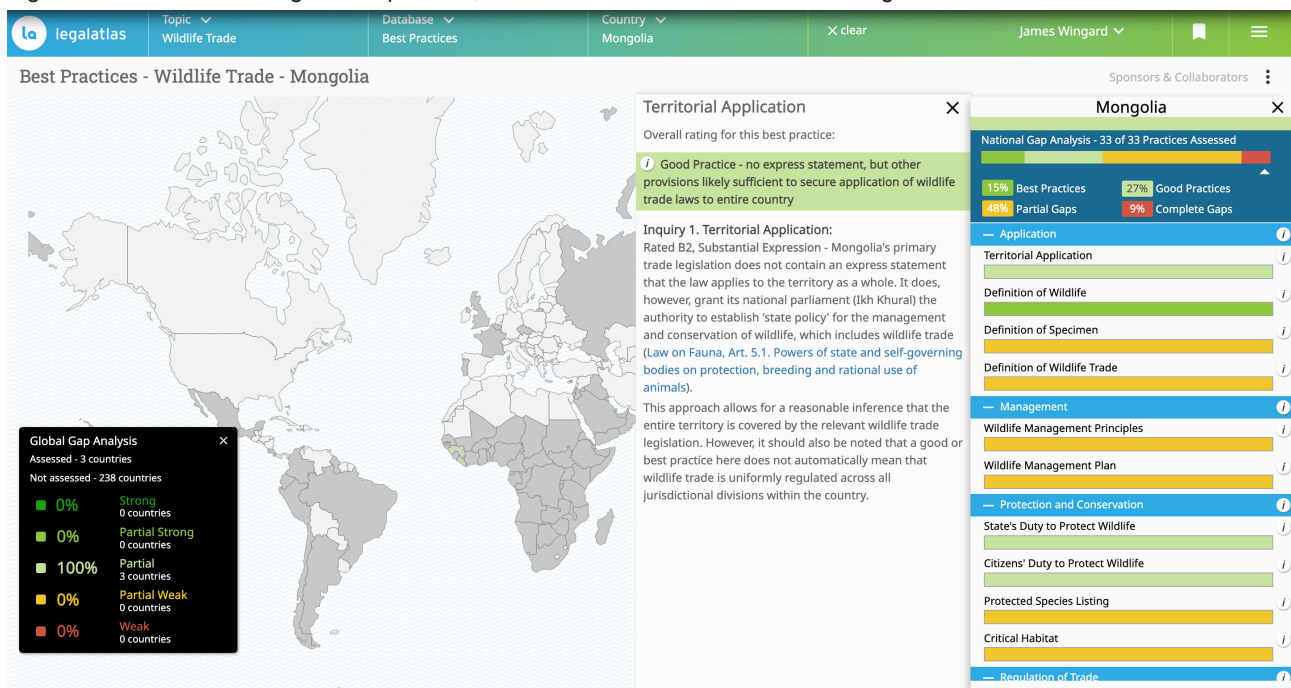 la legalatlas
Topic
Wildlife Trade
Database
Best Practices
Country
Mongolia
clear
James Wingard
Best Practices - Wildlife Trade - Mongolia
Sponsors & Collaborators
Territorial Application
Overall rating for this best practice:
i Good Practice - no express statement, but other
provisions likely sufficient to secure application of wildlife
trade laws to entire country
Inquiry 1. Territorial Application:
Rated B2, Substantial Expression - Mongolia's primary
trade legislation does not contain an express statement
that the law applies to the territory as a whole. It does,
however, grant its national parliament (Ikh Khural) the
authority to establish 'state policy' for the management
and conservation of wildlife, which includes wildlife trade
(Law on Fauna, Art. 5.1. Powers of state and self-governing
bodies on protection, breeding and rational use of
animals).
This approach allows for a reasonable inference that the
entire territory is covered by the relevant wildlife trade
legislation. However, it should also be noted that a good or
best practice here does not automatically mean that
wildlife trade is uniformly regulated across all
jurisdictional divisions within the country.
Mongolia
National Gap Analysis - 33 of 33 Practices Assessed
15% Best Practices
27% Good Practices
48% Partial Gaps
9% Complete Gaps
Application i
Territorial Application i
Definition of Wildlife i
Definition of Specimen i
Definition of Wildlife Trade i
Management i
Wildlife Management Principles i
Wildlife Management Plan i
Protection and Conservation i
State's Duty to Protect Wildlife i
Citizens' Duty to Protect Wildlife i
Protected Species Listing i
Critical Habitat i
Regulation of Trade i
Global Gap Analysis
Assessed - 3 countries
Not assessed - 238 countries
0% Strong
0 countries
0% Partial Strong
0 countries
100% Partial
3 countries
0% Partial Weak
0 countries
0% Weak
0 countries